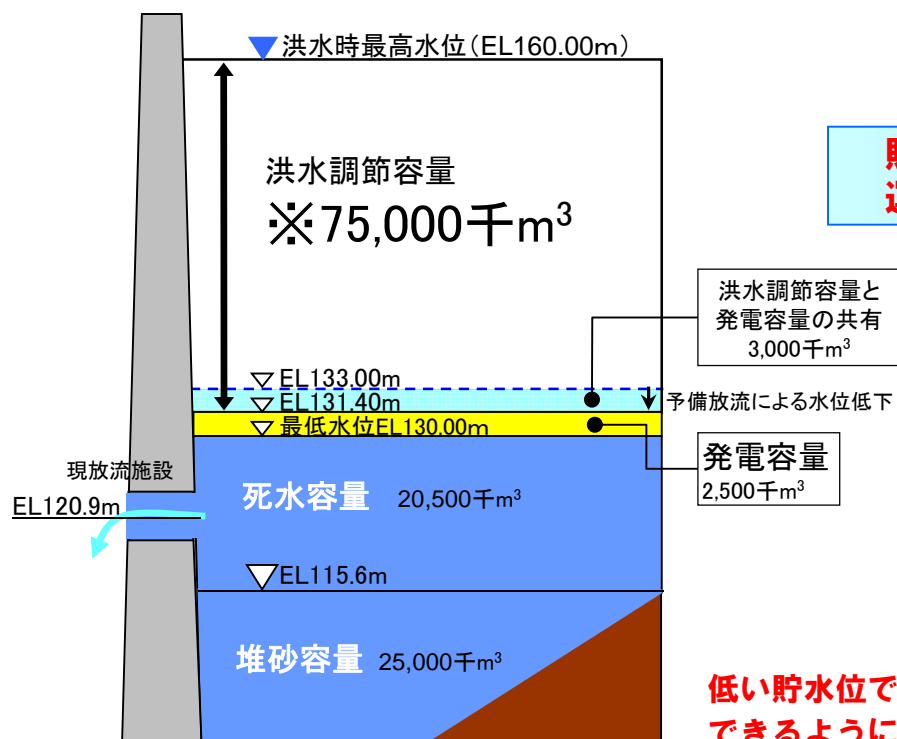 洪水時最高水位(EL160.00m)
洪水調節容量
※75,000千m³
洪水調節容量と
発電容量の共有
3,000千m³
EL133.00m
EL131.40m
予備放流による水位低下
最低水位EL130.00m
発電容量
2,500千m³
現放流施設
EL120.9m
死水容量 20,500千m³
EL115.6m
堆砂容量 25,000千m³
低い貯水位で
できるように